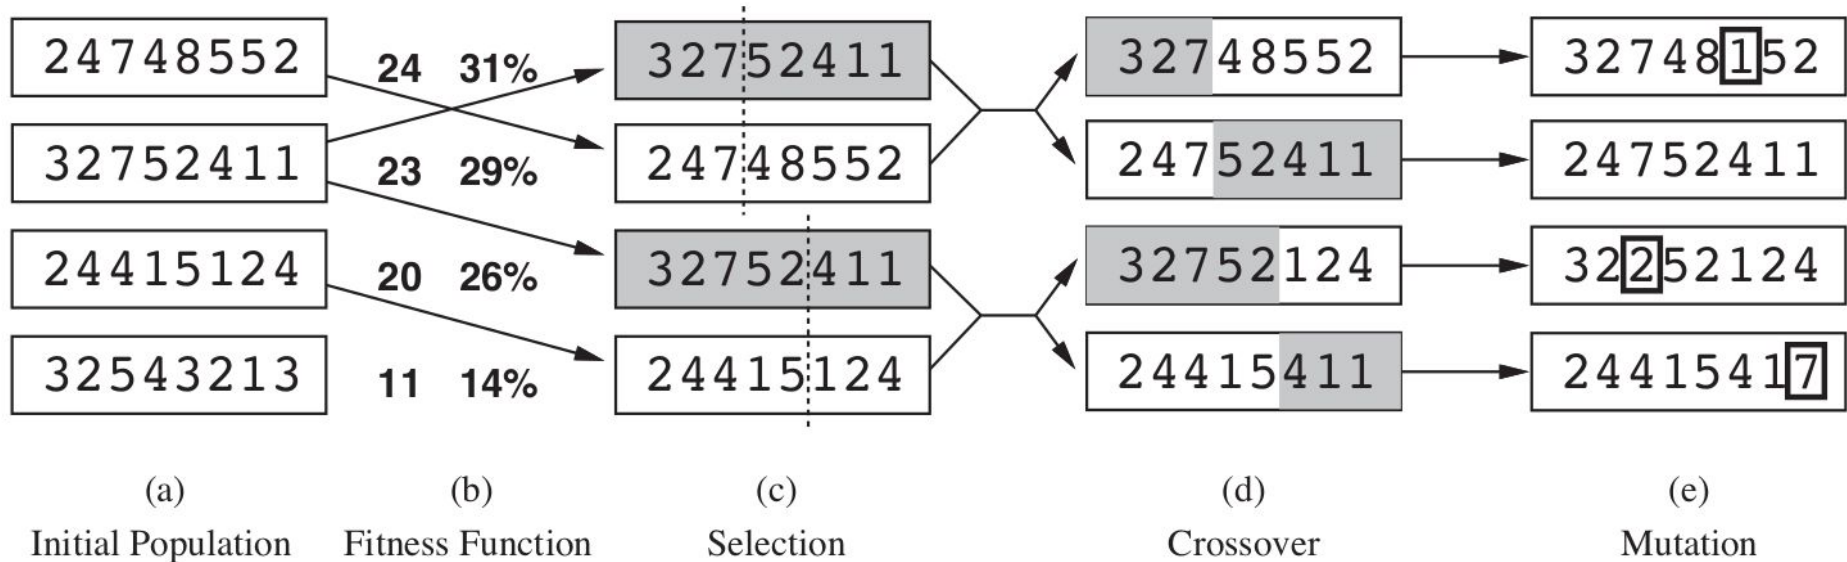 24748552 24 31% 32752411 32748552 32748152
32752411 23 29% 24748552 24752411 24752411
24415124 20 26% 32752411 32752124 32252124
32543213 11 14% 24415124 24415411 24415417
(a) (b) (c) (d) (e)
Initial Population Fitness Function Selection Crossover Mutation